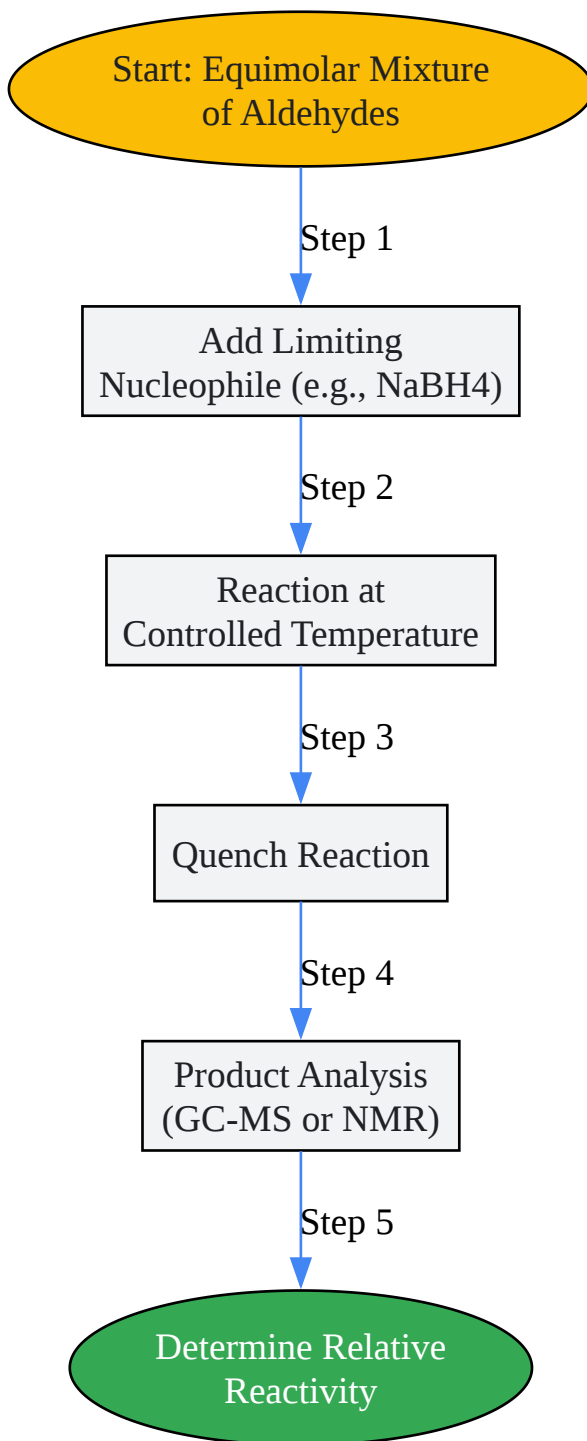 Start: Equimolar Mixture
of Aldehydes
Step 1
Add Limiting
Nucleophile (e.g., NaBH4)
Step 2
Reaction at
Controlled Temperature
Step 3
Quench Reaction
Step 4
Product Analysis
(GC-MS or NMR)
Step 5
Determine Relative
Reactivity